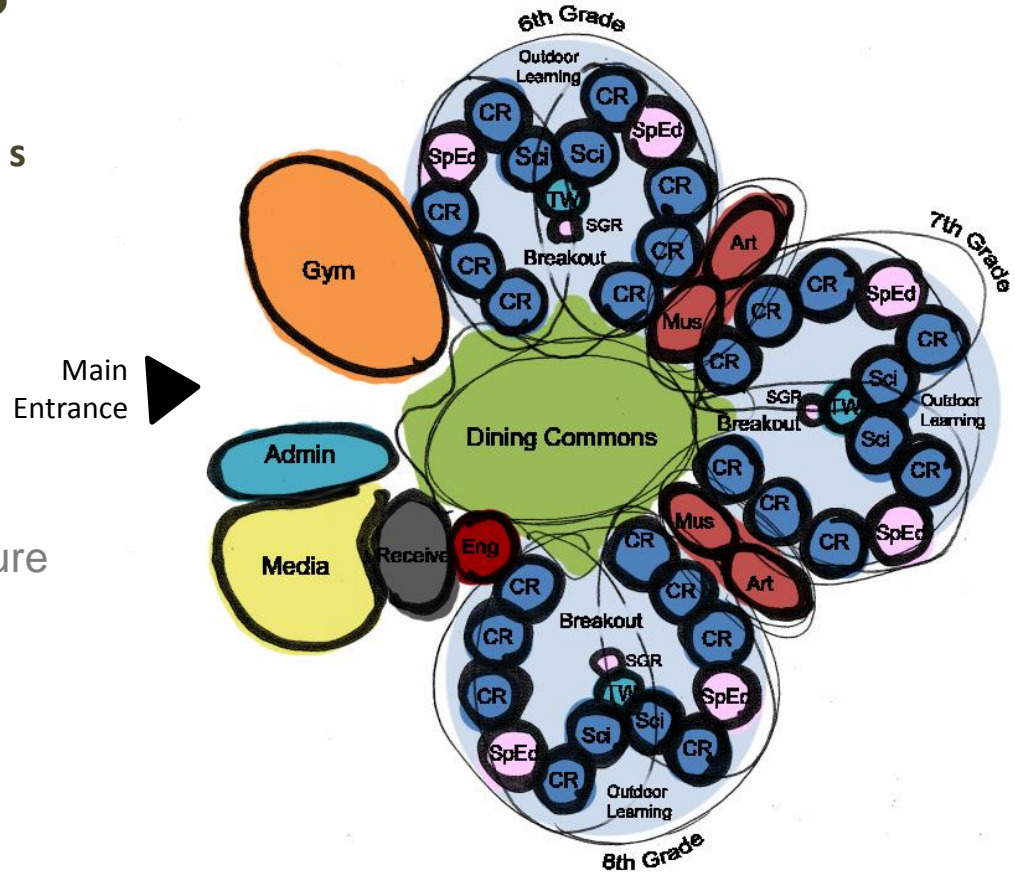 s
ure
Main
Entrance
6th Grade
Outdoor
Learning
CR
CR
SpEd
SpEd
Sci
Sci
CR
CR
TW
SGR
CR
CR
Breakout
CR
CR
Gym
Art
Mus
7th Grade
CR
SpEd
CR
CR
CR
Sci
SGR
TW
Outdoor
Learning
Breakout
Sci
CR
CR
CR
CR
SpEd
Dining Commons
Admin
Media
Receive
Eng
Mus
Art
CR
CR
CR
Breakout
CR
CR
SGR
CR
TW
SpEd
Sci
Sci
SpEd
CR
CR
Outdoor
Learning
8th Grade